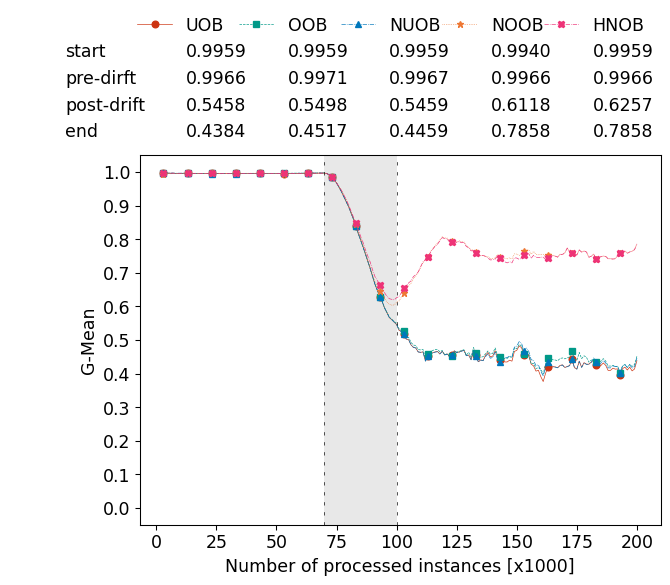 UOB OOB NUOB NOOB HNOB
start 0.9959 0.9959 0.9959 0.9940 0.9959
pre-dirft 0.9966 0.9971 0.9967 0.9966 0.9966
post-drift 0.5458 0.5498 0.5459 0.6118 0.6257
end 0.4384 0.4517 0.4459 0.7858 0.7858
1.0
0.9
0.8
0.7
0.6
0.5
0.4
0.3
0.2
0.1
0.0
G-Mean
0 25 50 75 100 125 150 175 200
Number of processed instances [x1000]